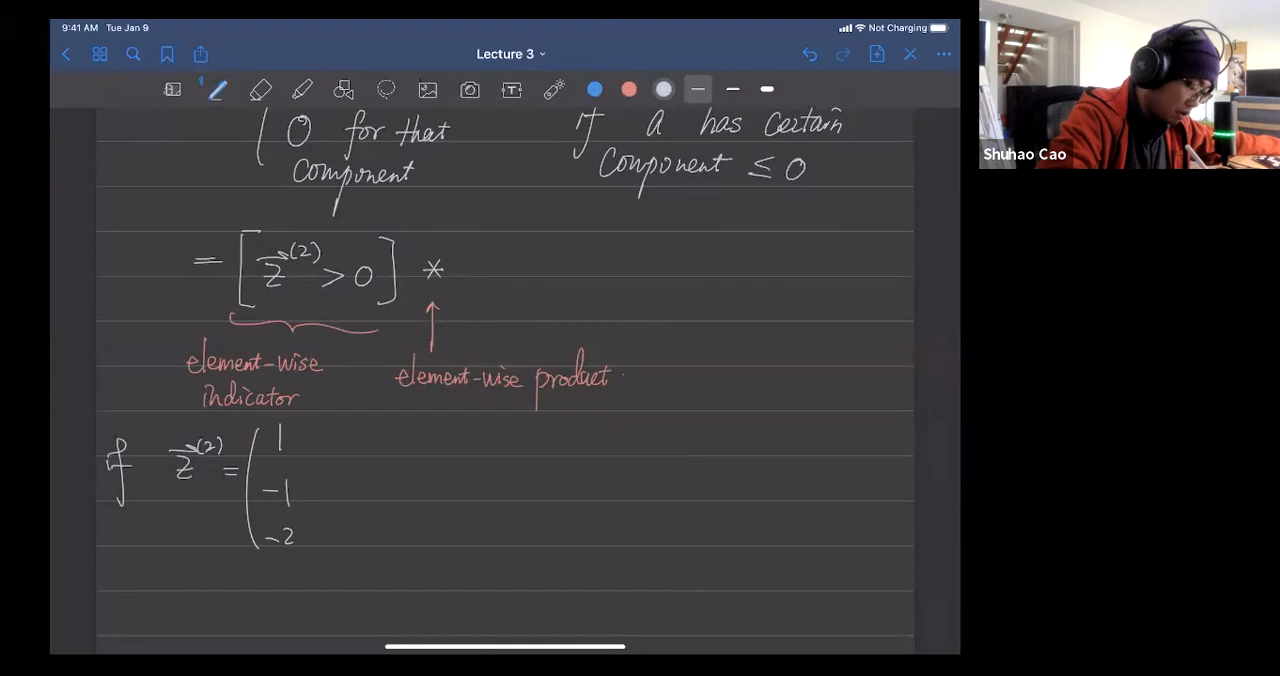 9:41 AM Tue Jan 9
Not Charging
Lecture 3
0 for that
component
if a has certain
component ≤ 0
Shuhao Cao
= [ z⃗⁽²⁾ > 0 ] *
element-wise
indicator
element-wise product
if z⃗⁽²⁾ = ( 1
-1
-2